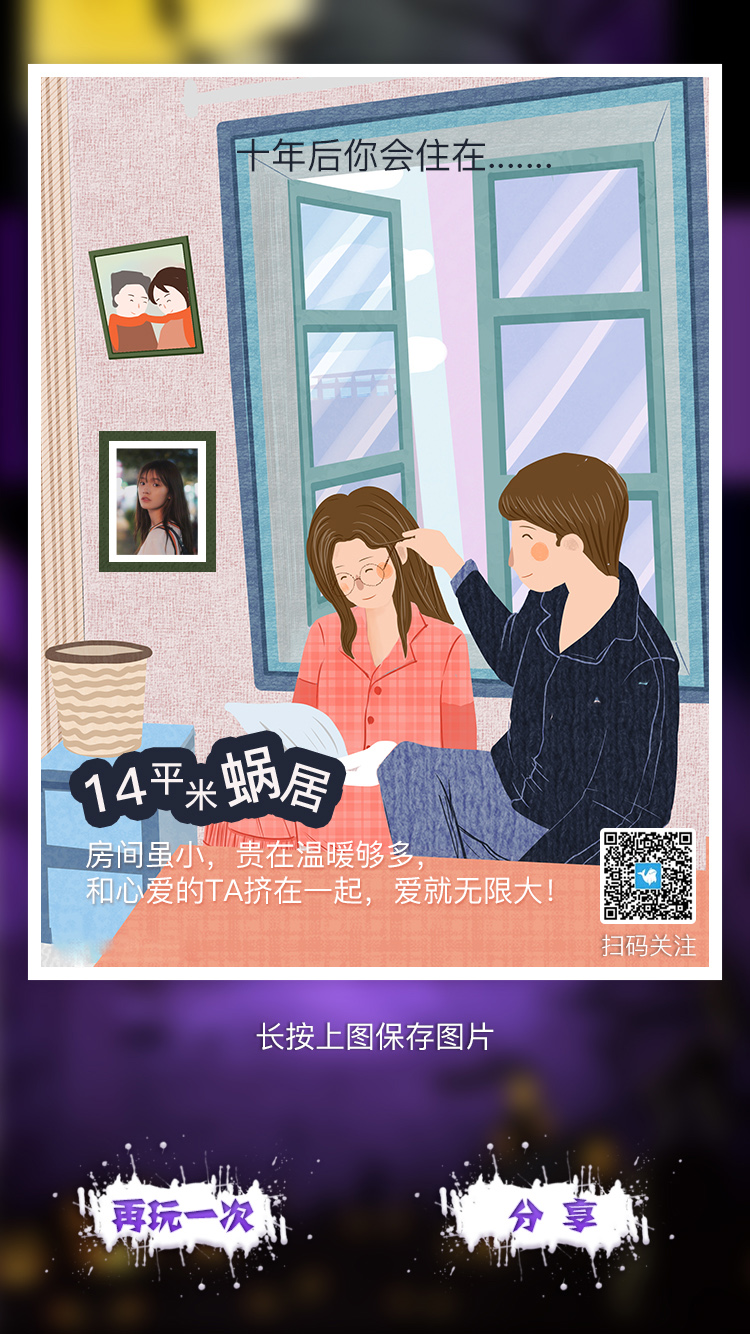 十年后你会住在.......
14平米蜗居
房间虽小，贵在温暖够多，
和心爱的TA挤在一起，爱就无限大！
扫码关注
长按上图保存图片
再玩一次
分享